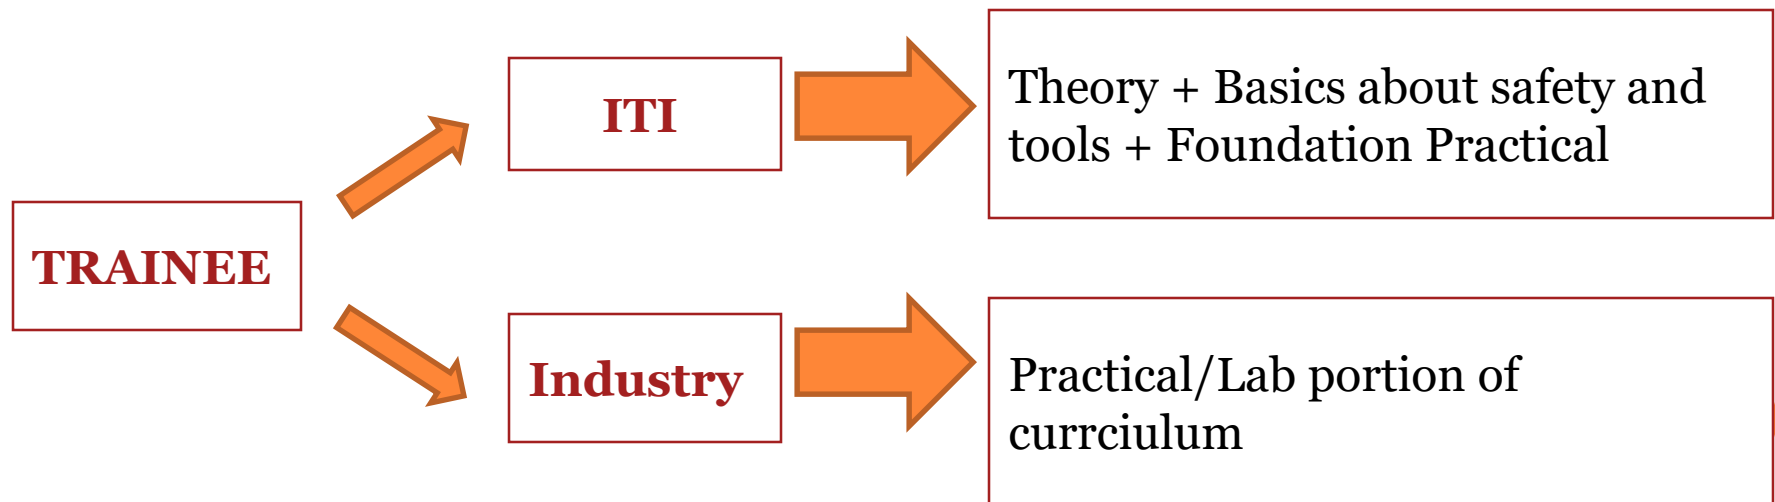 ITI
Theory + Basics about safety and
tools + Foundation Practical
TRAINEE
Industry
Practical/Lab portion of
currciulum